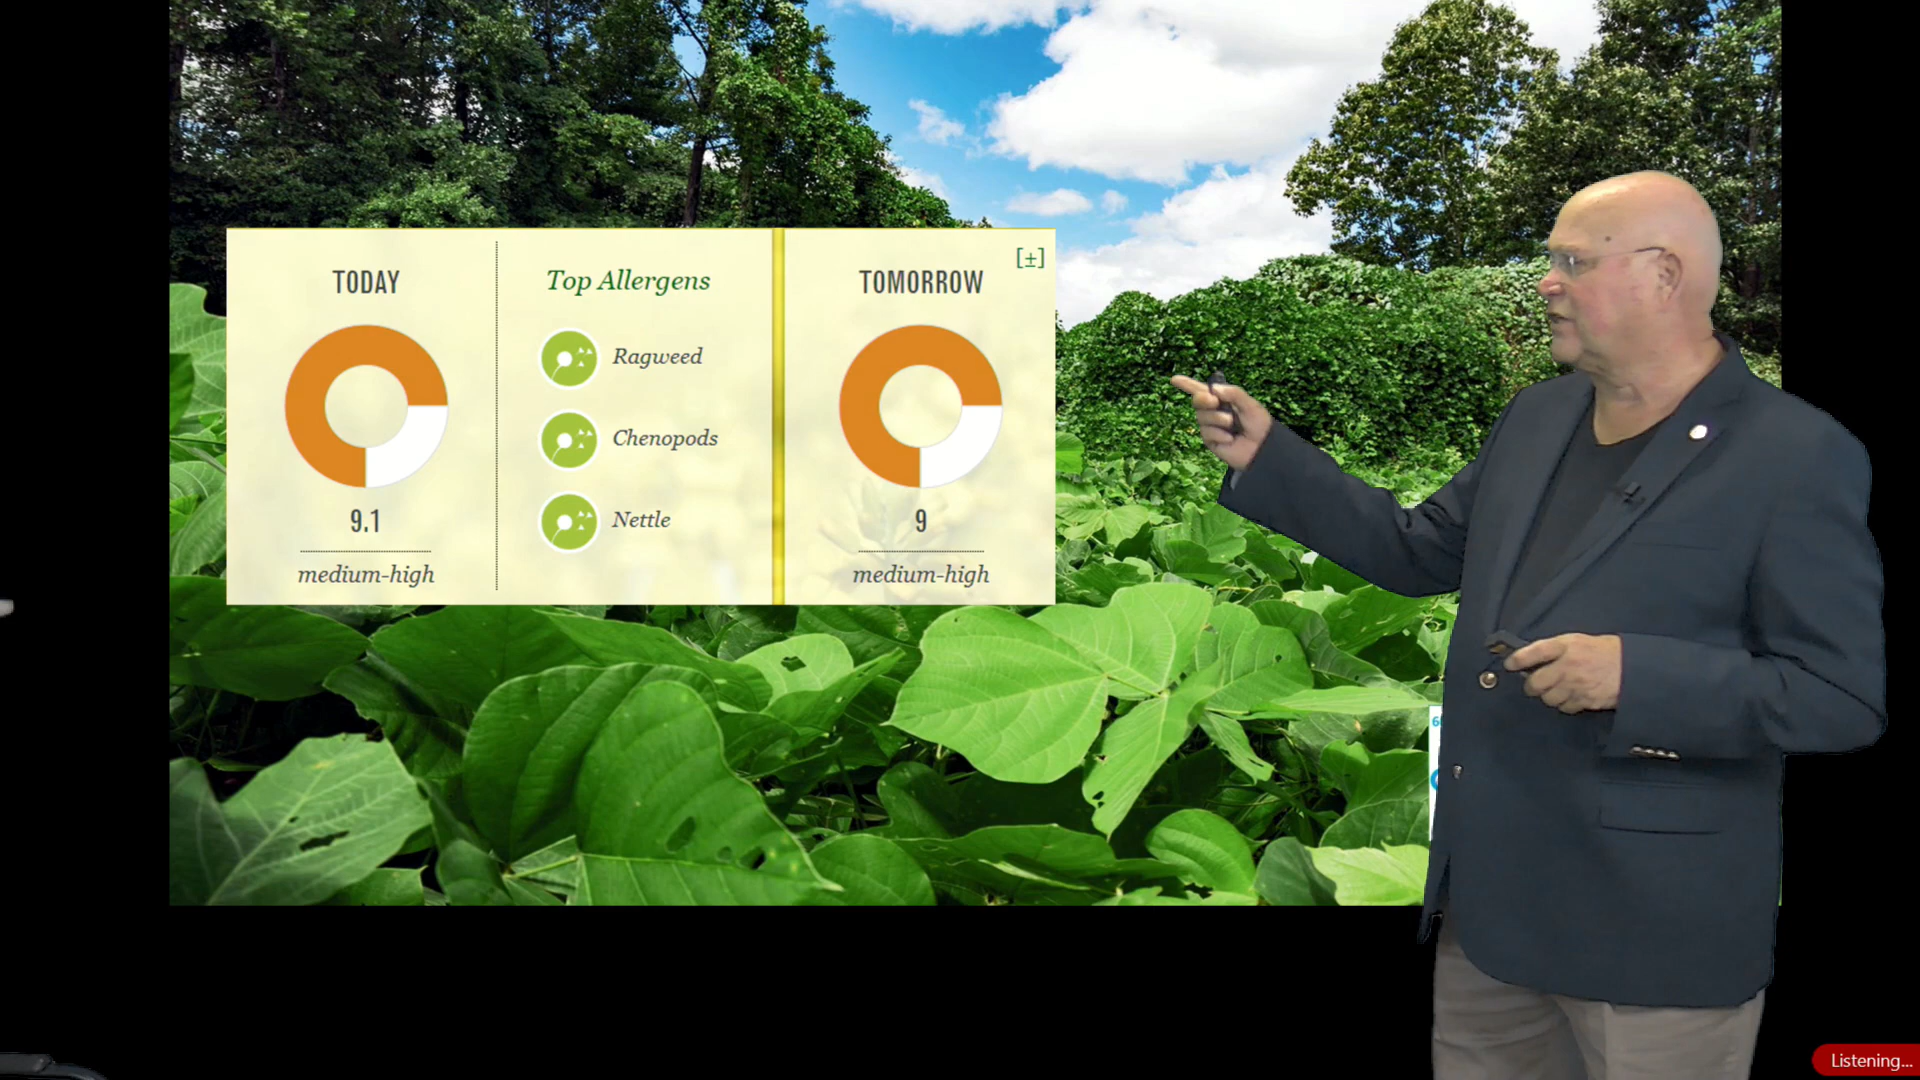 TODAY
9.1
medium-high
Top Allergens
Ragweed
Chenopods
Nettle
[±]
TOMORROW
9
medium-high
Listening...